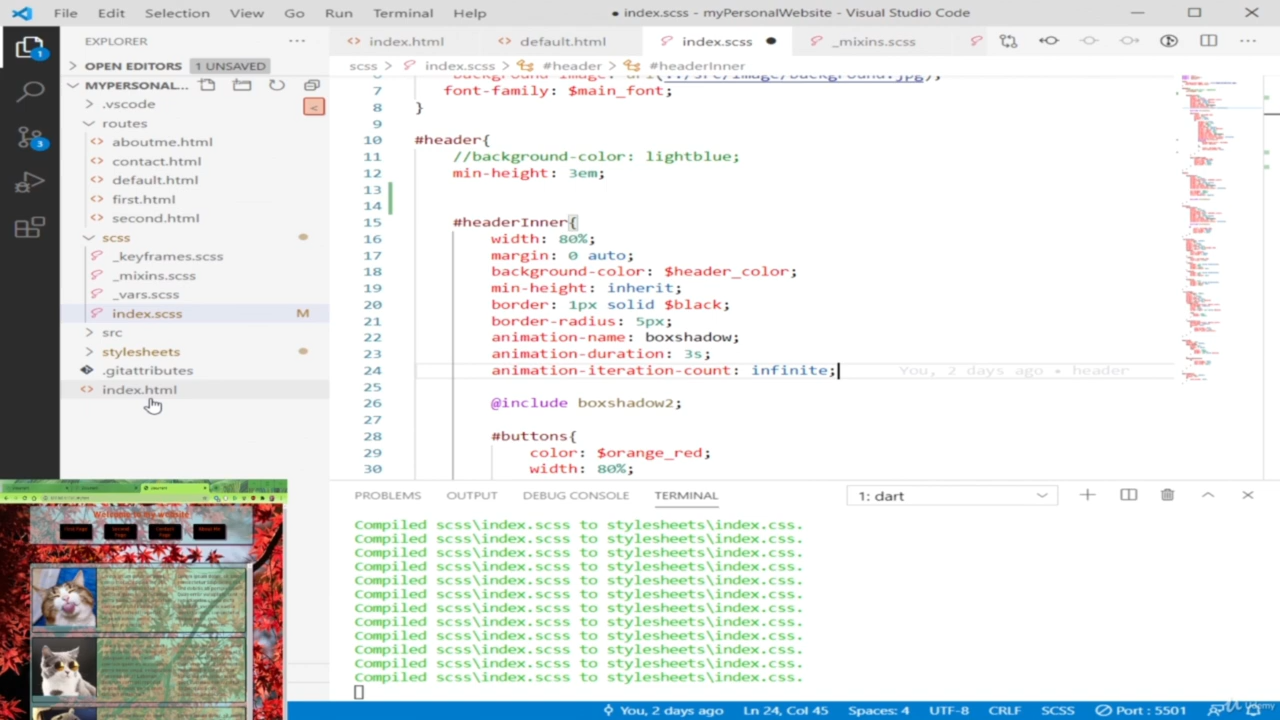 File Edit Selection View Go Run Terminal Help
● index.scss - myPersonalWebsite - Visual Studio Code
EXPLORER
index.html
default.html
index.scss
_mixins.scss
OPEN EDITORS 1 UNSAVED
scss > index.scss > #header > #headerInner
MYPERSONAL...
.vscode
routes
aboutme.html
contact.html
default.html
first.html
second.html
scss
_keyframes.scss
_mixins.scss
_vars.scss
index.scss M
src
stylesheets
.gitattributes
index.html
1
3
7 font-family: $main_font;
8 }
9
10 #header{
11 //background-color: lightblue;
12 min-height: 3em;
13
14
15 #headerInner{
16 width: 80%;
17 margin: 0 auto;
18 background-color: $header_color;
19 min-height: inherit;
20 border: 1px solid $black;
21 border-radius: 5px;
22 animation-name: boxshadow;
23 animation-duration: 3s;
24 animation-iteration-count: infinite; You, 2 days ago • header
25
26 @include boxshadow2;
27
28 #buttons{
29 color: $orange_red;
30 width: 80%;
PROBLEMS OUTPUT DEBUG CONSOLE TERMINAL 1: dart
Compiled scss\index.scss to stylesheets\index.css.
Compiled scss\index.scss to stylesheets\index.css.
Compiled scss\index.scss to stylesheets\index.css.
Compiled scss\index.scss to stylesheets\index.css.
Compiled scss\index.scss to stylesheets\index.css.
Compiled scss\index.scss to stylesheets\index.css.
Compiled scss\index.scss to stylesheets\index.css.
Compiled scss\index.scss to stylesheets\index.css.
Compiled scss\index.scss to stylesheets\index.css.
Compiled scss\index.scss to stylesheets\index.css.
Compiled scss\index.scss to stylesheets\index.css.
Compiled scss\index.scss to stylesheets\index.css.
You, 2 days ago Ln 24, Col 45 Spaces: 4 UTF-8 CRLF SCSS Port : 5501
Udemy